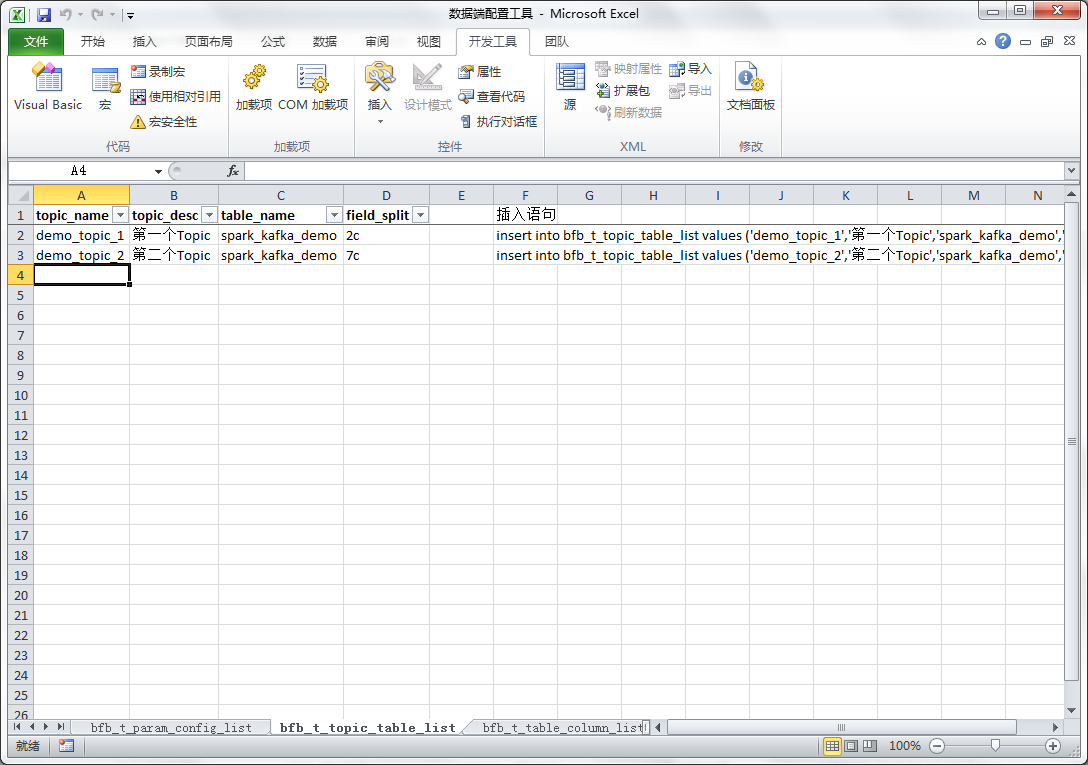 数据端配置工具 - Microsoft Excel
文件 开始 插入 页面布局 公式 数据 审阅 视图 开发工具 团队
Visual Basic 宏 录制宏 使用相对引用 宏安全性 代码
加载项 COM 加载项 加载项
插入 设计模式 属性 查看代码 执行对话框 控件
源 映射属性 扩展包 刷新数据 导入 导出 XML
文档面板 修改
A4 fx
A B C D E F G H I J K L M N
1 topic_name topic_desc table_name field_split 插入语句
2 demo_topic_1 第一个Topic spark_kafka_demo 2c insert into bfb_t_topic_table_list values ('demo_topic_1','第一个Topic','spark_kafka_demo','
3 demo_topic_2 第二个Topic spark_kafka_demo 7c insert into bfb_t_topic_table_list values ('demo_topic_2','第二个Topic','spark_kafka_demo','
4
5
6
7
8
9
10
11
12
13
14
15
16
17
18
19
20
21
22
23
24
25
26
bfb_t_param_config_list bfb_t_topic_table_list bfb_t_table_column_list
就绪 100%